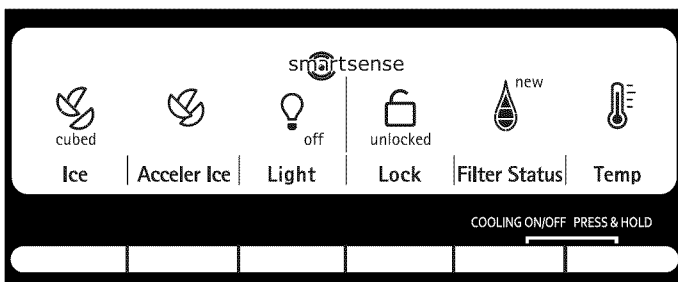 smartsense
new
cubed
off
unlocked
Ice
Acceler Ice
Light
Lock
Filter Status
Temp
COOLING ON/OFF PRESS & HOLD